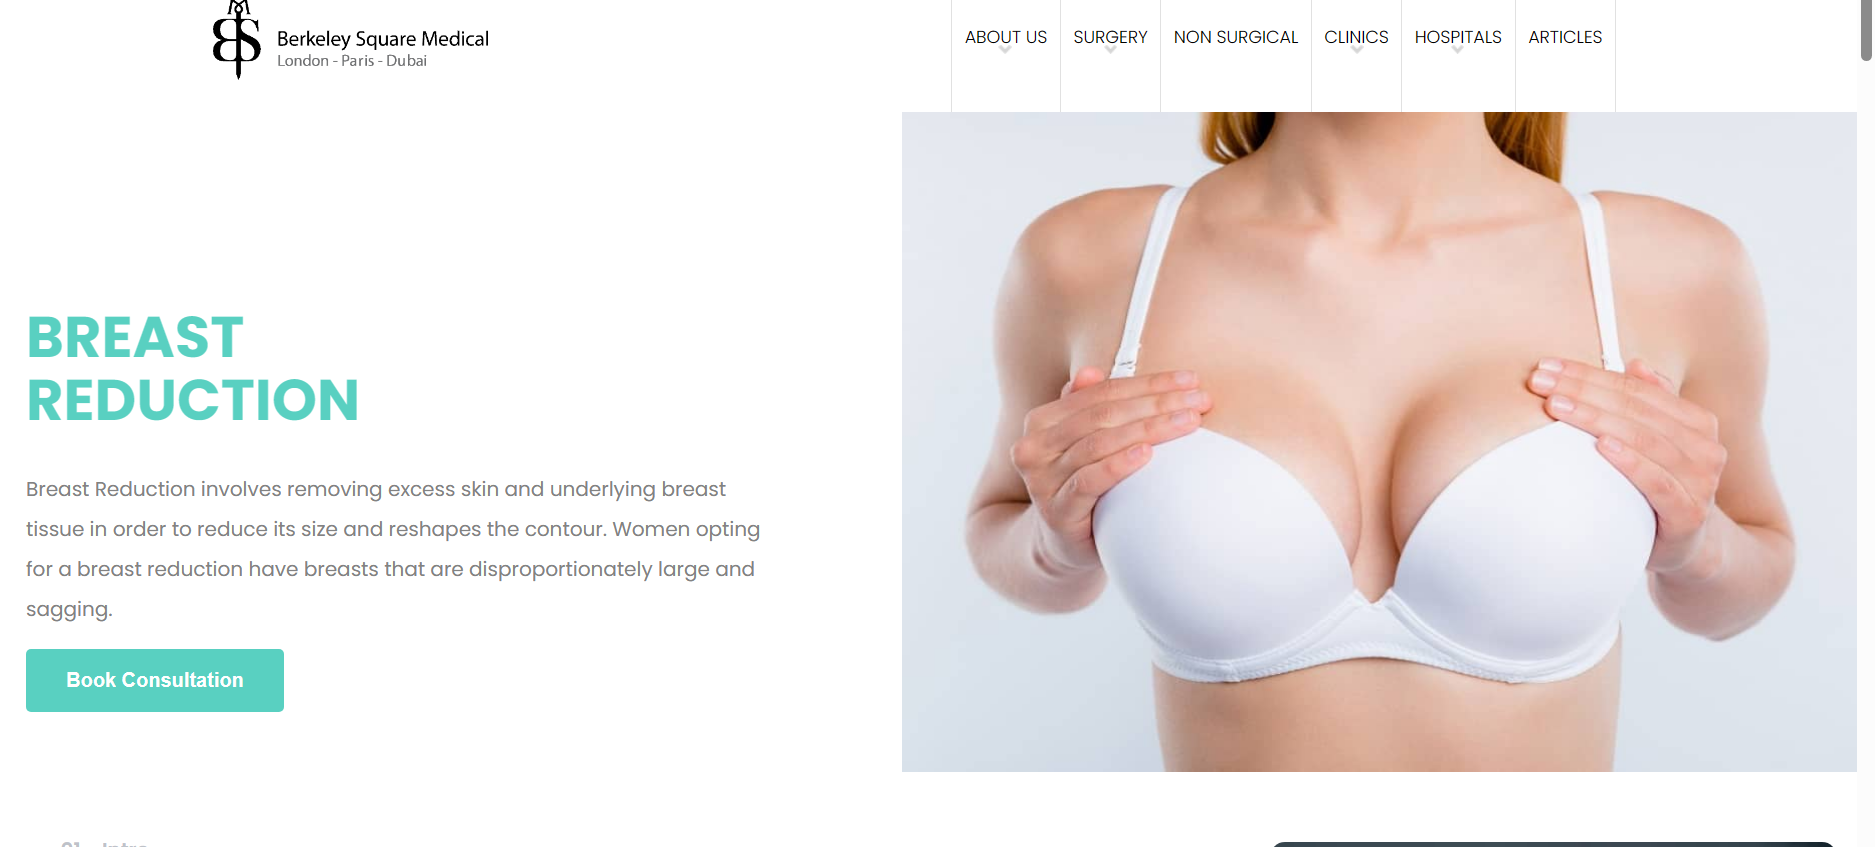 Berkeley Square Medical
London - Paris - Dubai
ABOUT US
SURGERY
NON SURGICAL
CLINICS
HOSPITALS
ARTICLES
BREAST
REDUCTION
Breast Reduction involves removing excess skin and underlying breast
tissue in order to reduce its size and reshapes the contour. Women opting
for a breast reduction have breasts that are disproportionately large and
sagging.
Book Consultation